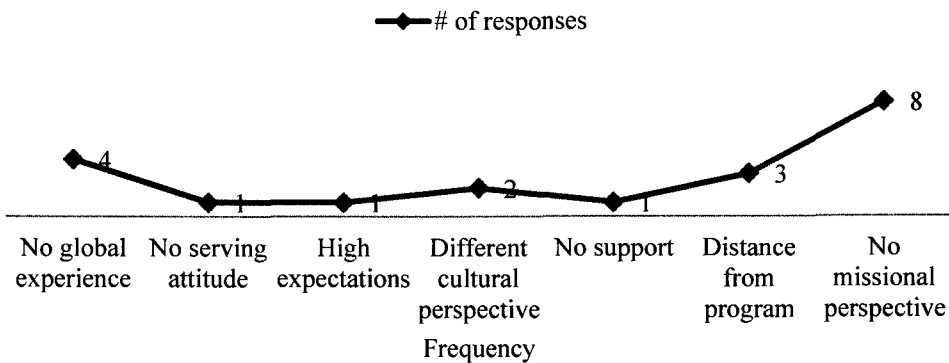 # of responses
4
1
1
2
1
3
8
No global
experience
No serving
attitude
High
expectations
Different
cultural
perspective
No support
Distance
from
program
No
missional
perspective
Frequency